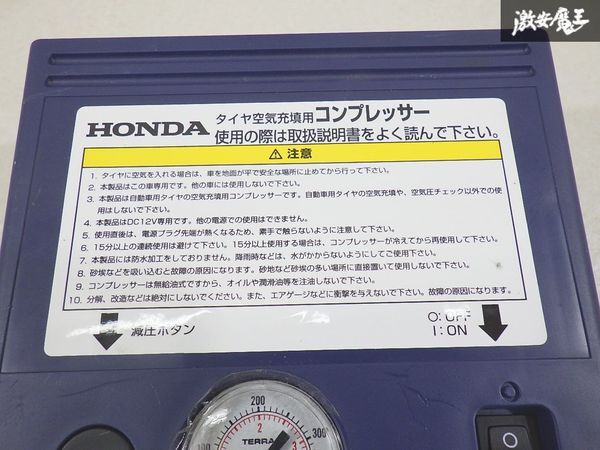 激安魔王
HONDA タイヤ空気充填用コンプレッサー
使用の際は取扱説明書をよく読んで下さい。
⚠ 注意
1. タイヤに空気を入れる場合は、車を地面が平で安全な場所に止めてから行って下さい。
2. 本製品はこの車専用です。他の車には使用しないで下さい。
3. 本製品は自動車用タイヤの空気充填用コンプレッサーです。自動車用タイヤの空気充填や、空気圧チェック以外での
使用はしないで下さい。
4. 本製品はDC12V専用です。他の電源での使用はできません。
5. 使用直後は、電源プラグ先端が熱くなるため、素手で触らないように注意して下さい。
6. 15分以上の連続使用は避けて下さい。15分以上使用する場合は、コンプレッサーが冷えてから再使用して下さい。
7. 本製品には防水加工をしておりません。降雨時などは、水がかからないようにしてご使用下さい。
8. 砂埃などを吸い込むと故障の原因になります。砂地など砂埃の多い場所に直接置いて使用しないで下さい。
9. コンプレッサーは無給油式ですから、オイルや潤滑油等を注油しないで下さい。
10. 分解、改造などは絶対にしないでください。また、エアゲージなどに衝撃を与えないで下さい。故障の原因になります。
減圧ボタン
O: OFF
I: ON
200
300
100
2
3
TERRA